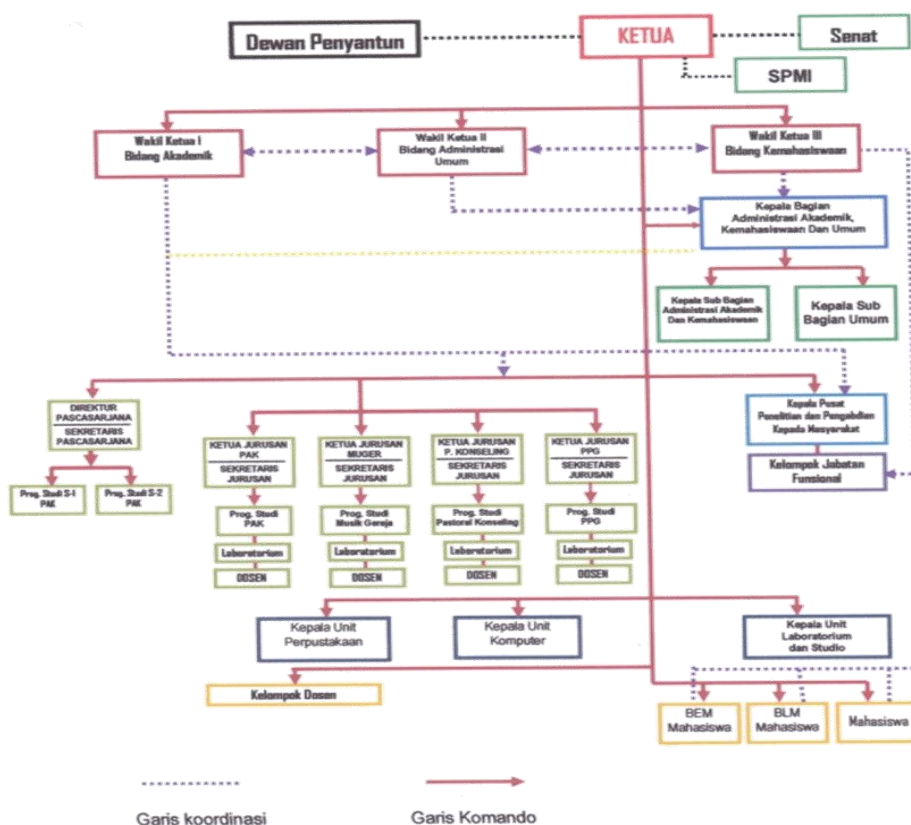 Dewan Penyantun
KETUA
Senat
SPMI
Wakil Ketua I
Bidang Akademik
Wakil Ketua II
Bidang Administrasi
Umum
Wakil Ketua III
Bidang Kemahasiswaan
Kepala Bagian
Administrasi Akademik,
Kemahasiswaan Dan Umum
Kepala Sub Bagian
Administrasi Akademik
Dan Kemahasiswaan
Kepala Sub
Bagian Umum
DIREKTUR
PASCASARJANA
SEKRETARIS
PASCASARJANA
Prog. Studi S-1
PAK
Prog. Studi S-2
PAK
KETUA JURUSAN
PAK
SEKRETARIS
JURUSAN
Prog. Studi
PAK
Laboratorium
DOSEN
KETUA JURUSAN
MUGER
SEKRETARIS
JURUSAN
Prog. Studi
Musik Gereja
Laboratorium
DOSEN
KETUA JURUSAN
P. KONSELING
SEKRETARIS
JURUSAN
Prog. Studi
Pastoral Konseling
Laboratorium
DOSEN
KETUA JURUSAN
PPG
SEKRETARIS
JURUSAN
Prog. Studi
PPG
Laboratorium
DOSEN
Kepala Pusat
Penelitian dan Pengabdian
Kepada Masyarakat
Kelompok Jabatan
Funsional
Kepala Unit
Perpustakaan
Kepala Unit
Komputer
Kepala Unit
Laboratorium
dan Studio
Kelompok Dosen
BEM
Mahasiswa
BLM
Mahasiswa
Mahasiswa
Garis koordinasi
Garis Komando